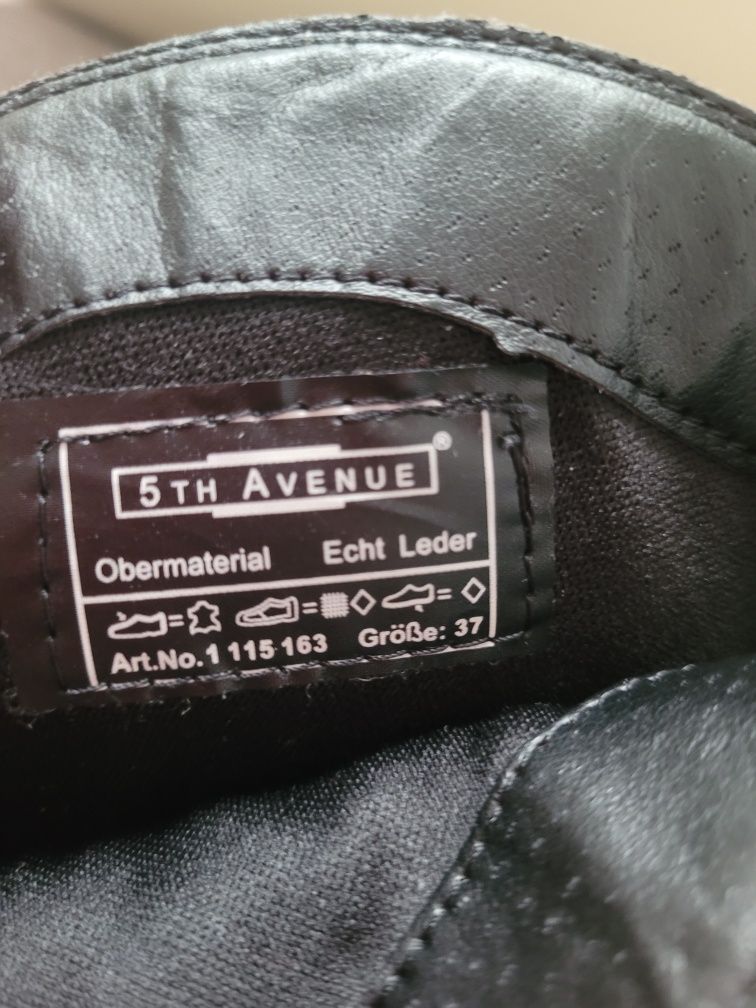 5TH AVENUE®
Obermaterial Echt Leder
= = =
Art.No.1 115 163 Größe: 37